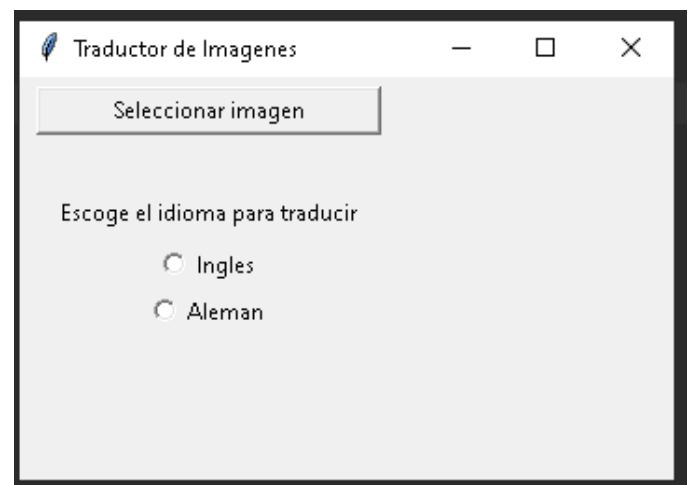 Traductor de Imagenes
Seleccionar imagen
Escoge el idioma para traducir
Ingles
Aleman